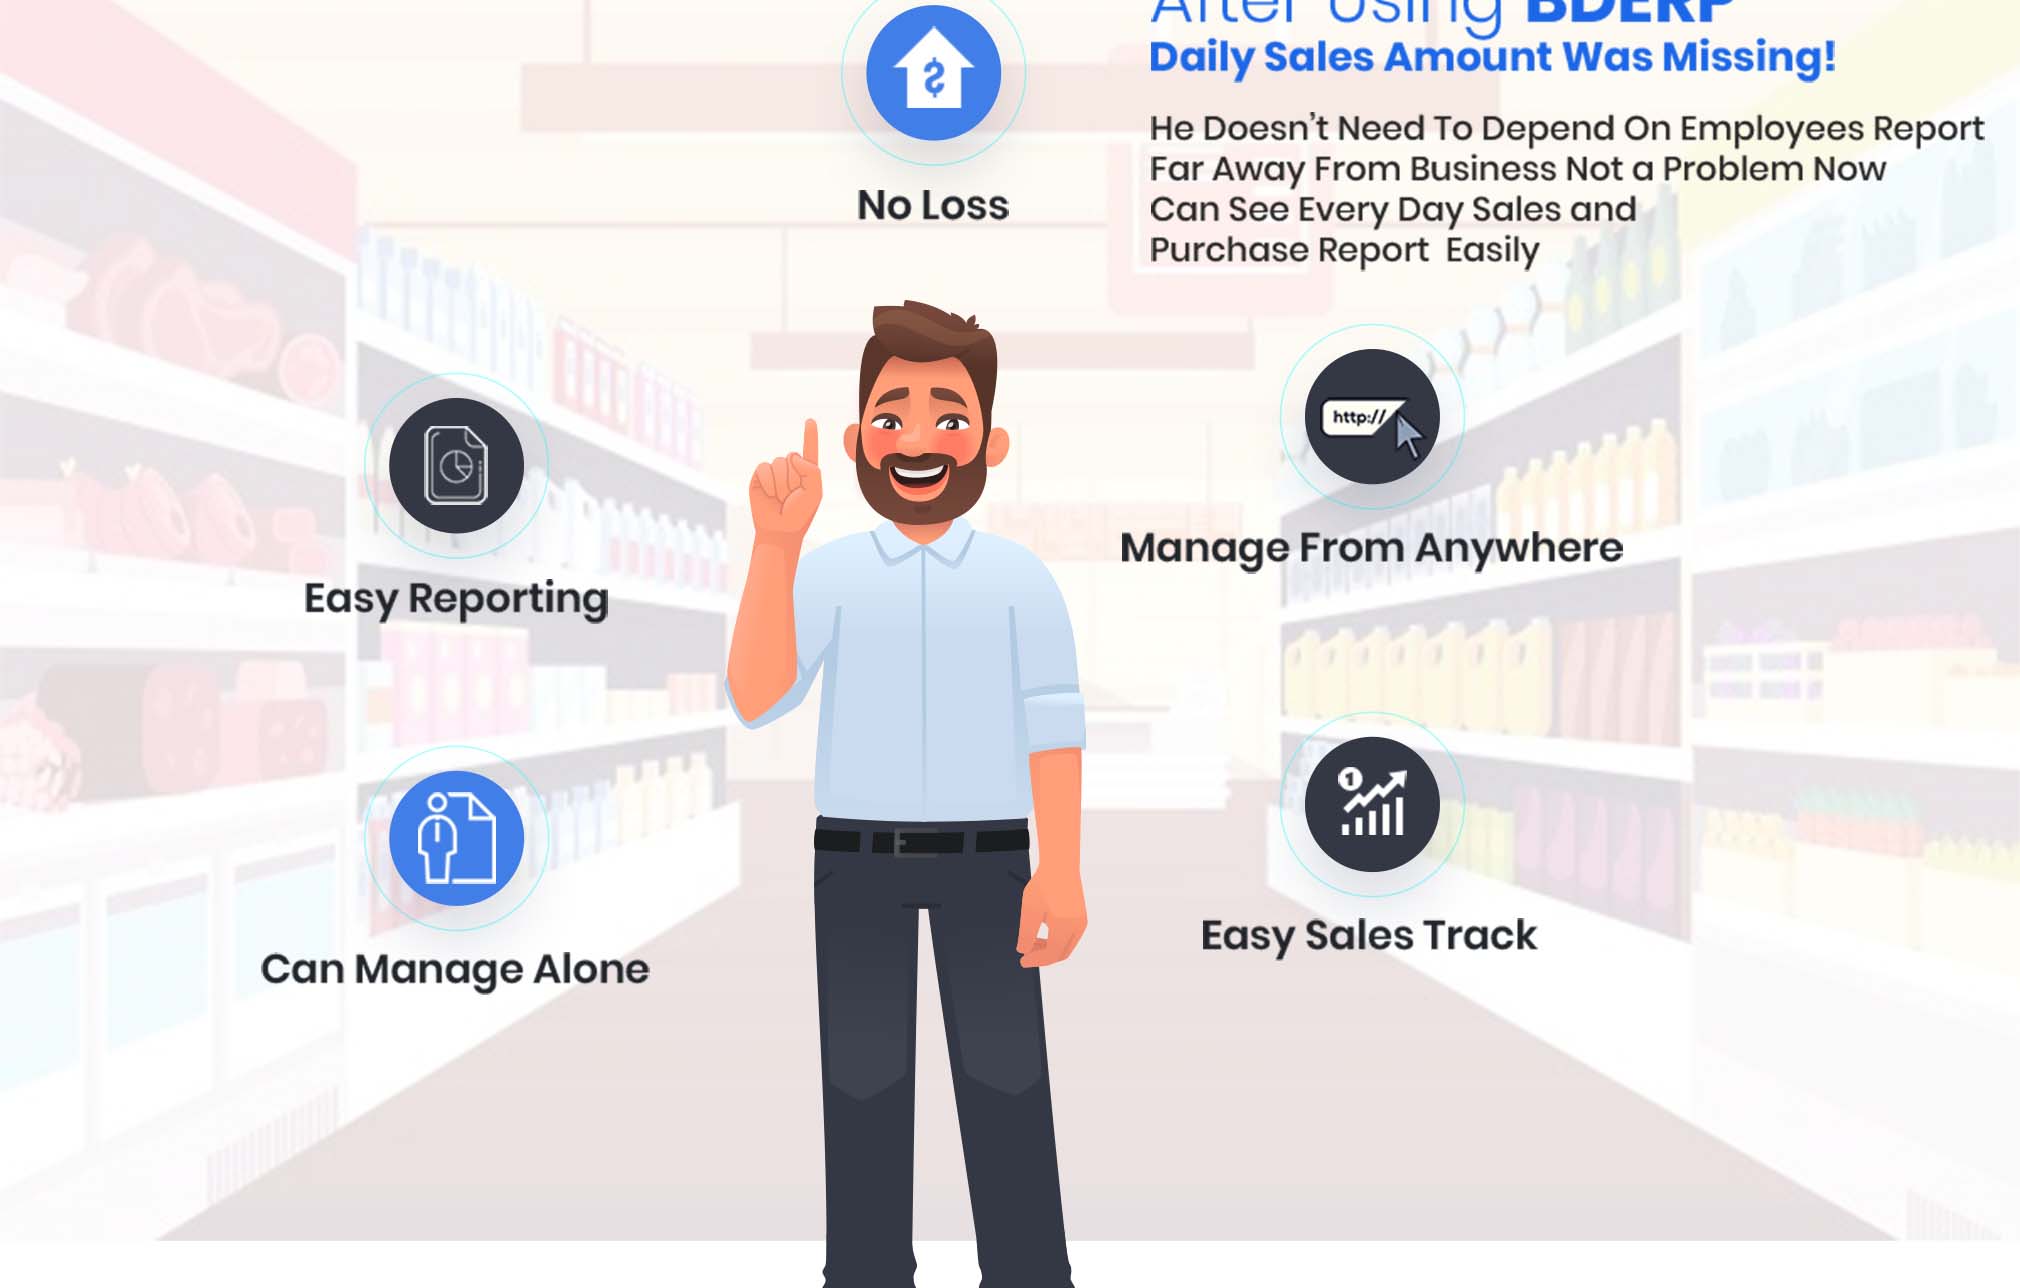 After Using BDERP
Daily Sales Amount Was Missing!
He Doesn't Need To Depend On Employees Report
Far Away From Business Not a Problem Now
Can See Every Day Sales and
Purchase Report Easily
No Loss
http://
Manage From Anywhere
Easy Reporting
1
Easy Sales Track
Can Manage Alone